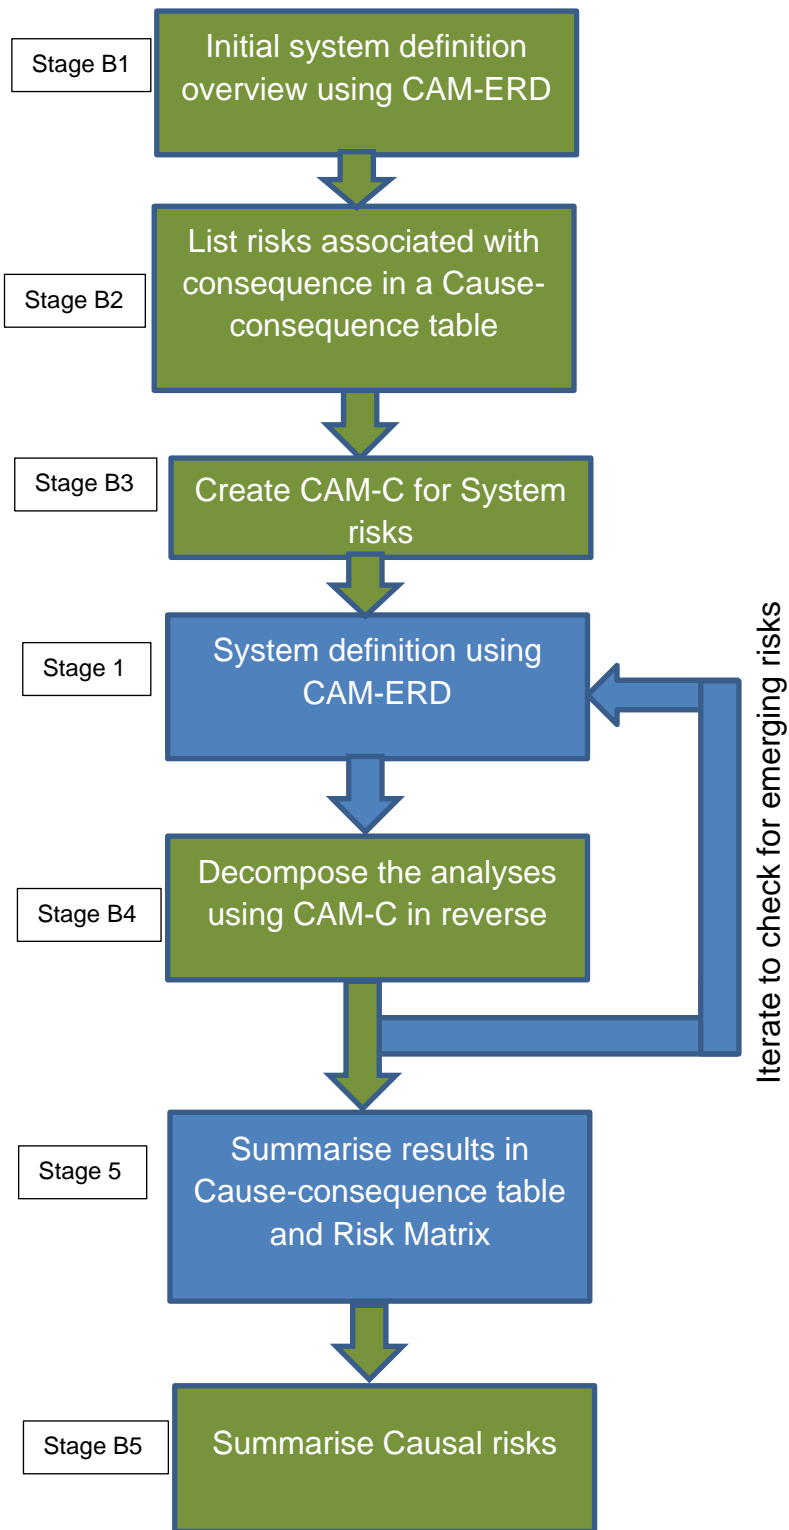 Stage B1
Initial system definition
overview using CAM-ERD
Stage B2
List risks associated with
consequence in a Cause-
consequence table
Stage B3
Create CAM-C for System
risks
Stage 1
System definition using
CAM-ERD
Iterate to check for emerging risks
Stage B4
Decompose the analyses
using CAM-C in reverse
Stage 5
Summarise results in
Cause-consequence table
and Risk Matrix
Stage B5
Summarise Causal risks